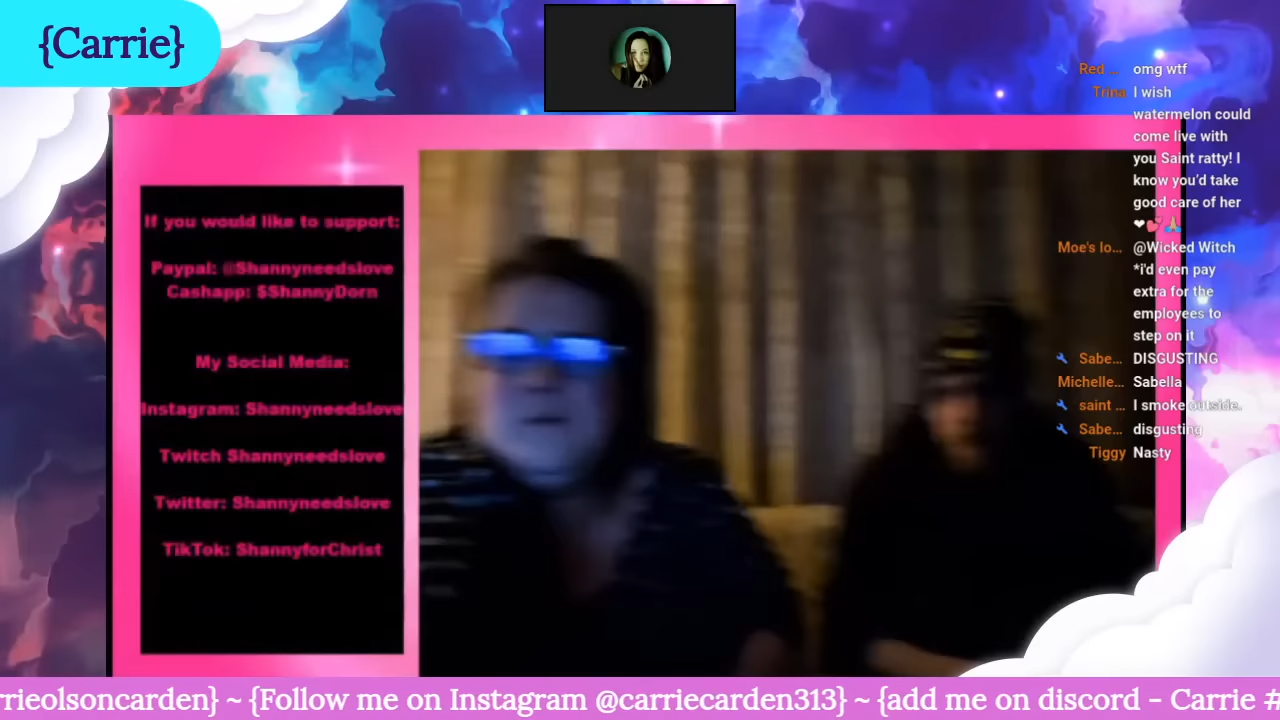 {Carrie}
Red ... omg wtf
Trina I wish
watermelon could
come live with
you Saint ratty! I
know you'd take
good care of her
❤💕🙏
Moe's lo... @Wicked Witch
*i'd even pay
extra for the
employees to
step on it
Sabe... DISGUSTING
Michelle... Sabella
saint ... I smoke outside.
Sabe... disgusting
Tiggy Nasty
If you would like to support:
Paypal: @Shannyneedslove
Cashapp: $ShannyDorn
My Social Media:
Instagram: Shannyneedslove
Twitch Shannyneedslove
Twitter: Shannyneedslove
TikTok: ShannyforChrist
rrieolsoncarden} ~ {Follow me on Instagram @carriecarden313} ~ {add me on discord - Carrie #